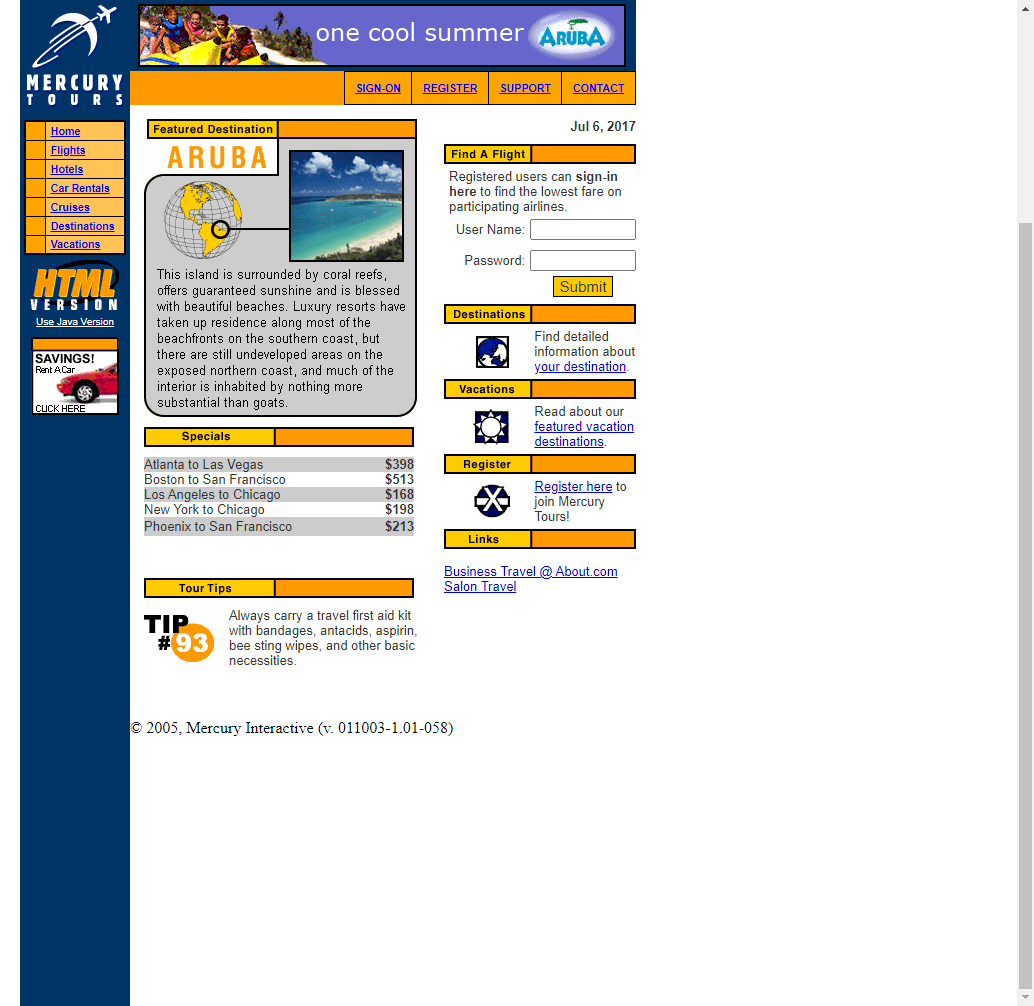 MERCURY
TOURS
one cool summer
ARUBA
SIGN-ON
REGISTER
SUPPORT
CONTACT
Home
Flights
Hotels
Car Rentals
Cruises
Destinations
Vacations
HTML
VERSION
Use Java Version
SAVINGS!
Rent A Car
CLICK HERE
Featured Destination
ARUBA
This island is surrounded by coral reefs,
offers guaranteed sunshine and is blessed
with beautiful beaches. Luxury resorts have
taken up residence along most of the
beachfronts on the southern coast, but
there are still undeveloped areas on the
exposed northern coast, and much of the
interior is inhabited by nothing more
substantial than goats.
Specials
Atlanta to Las Vegas $398
Boston to San Francisco $513
Los Angeles to Chicago $168
New York to Chicago $198
Phoenix to San Francisco $213
Tour Tips
TIP
#93
Always carry a travel first aid kit
with bandages, antacids, aspirin,
bee sting wipes, and other basic
necessities.
Jul 6, 2017
Find A Flight
Registered users can sign-in
here to find the lowest fare on
participating airlines.
User Name:
Password:
Submit
Destinations
Find detailed
information about
your destination.
Vacations
Read about our
featured vacation
destinations.
Register
Register here to
join Mercury
Tours!
Links
Business Travel @ About.com
Salon Travel
© 2005, Mercury Interactive (v. 011003-1.01-058)